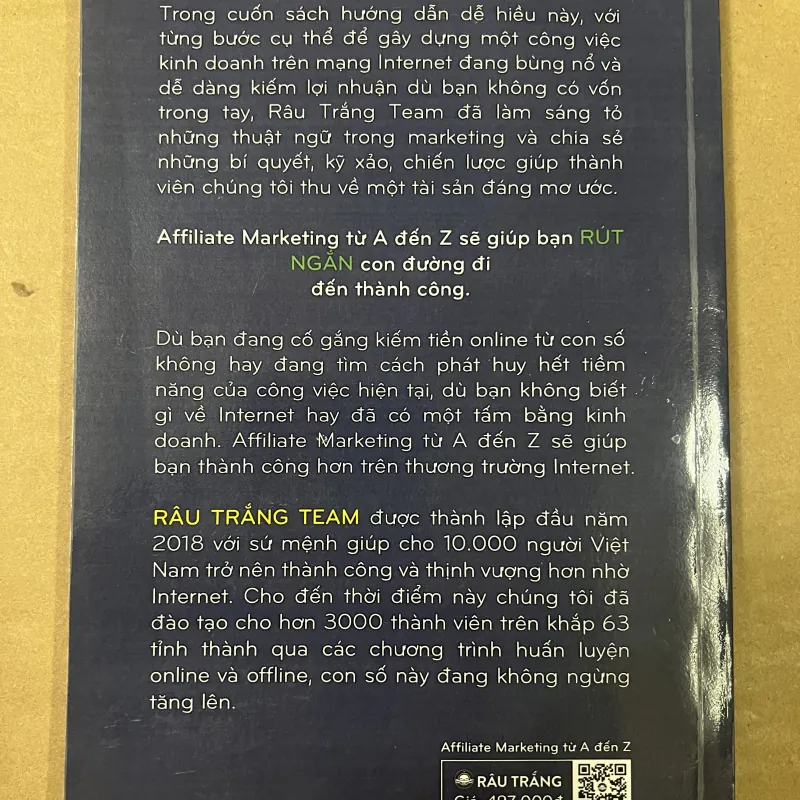 Trong cuốn sách hướng dẫn dễ hiểu này, với
từng bước cụ thể để gây dựng một công việc
kinh doanh trên mạng Internet đang bùng nổ và
dễ dàng kiếm lợi nhuận dù bạn không có vốn
trong tay, Râu Trắng Team đã làm sáng tỏ
những thuật ngữ trong marketing và chia sẻ
những bí quyết, kỹ xảo, chiến lược giúp thành
viên chúng tôi thu về một tài sản đáng mơ ước.
Affiliate Marketing từ A đến Z sẽ giúp bạn RÚT
NGẮN con đường đi
đến thành công.
Dù bạn đang cố gắng kiếm tiền online từ con số
không hay đang tìm cách phát huy hết tiềm
năng của công việc hiện tại, dù bạn không biết
gì về Internet hay đã có một tấm bằng kinh
doanh. Affiliate Marketing từ A đến Z sẽ giúp
bạn thành công hơn trên thương trường Internet.
RÂU TRẮNG TEAM được thành lập đầu năm
2018 với sứ mệnh giúp cho 10.000 người Việt
Nam trở nên thành công và thịnh vượng hơn nhờ
Internet. Cho đến thời điểm này chúng tôi đã
đào tạo cho hơn 3000 thành viên trên khắp 63
tỉnh thành qua các chương trình huấn luyện
online và offline, con số này đang không ngừng
tăng lên.
Affiliate Marketing từ A đến Z
RÂU TRẮNG